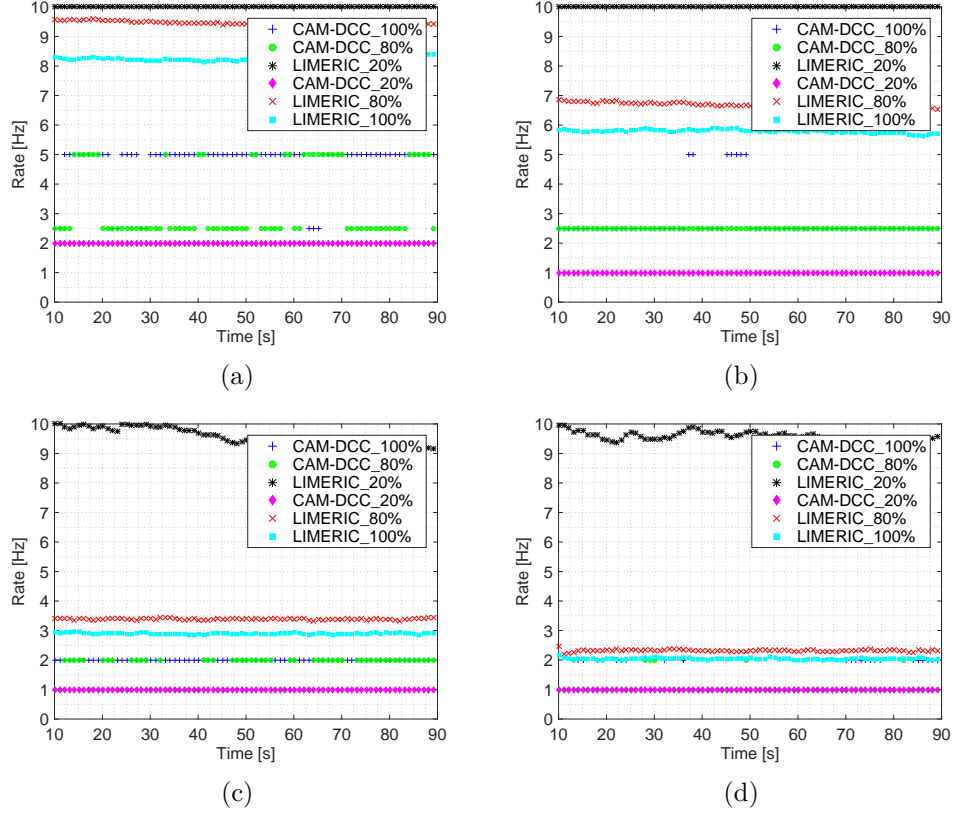 10
9
8
7
6
5
4
3
2
1
0
Rate [Hz]
CAM-DCC_100%
CAM-DCC_80%
LIMERIC_20%
CAM-DCC_20%
LIMERIC_80%
LIMERIC_100%
10 20 30 40 50 60 70 80 90
Time [s]
(a)
10
9
8
7
6
5
4
3
2
1
0
Rate [Hz]
CAM-DCC_100%
CAM-DCC_80%
LIMERIC_20%
CAM-DCC_20%
LIMERIC_80%
LIMERIC_100%
10 20 30 40 50 60 70 80 90
Time [s]
(b)
10
9
8
7
6
5
4
3
2
1
0
Rate [Hz]
CAM-DCC_100%
CAM-DCC_80%
LIMERIC_20%
CAM-DCC_20%
LIMERIC_80%
LIMERIC_100%
10 20 30 40 50 60 70 80 90
Time [s]
(c)
10
9
8
7
6
5
4
3
2
1
0
Rate [Hz]
CAM-DCC_100%
CAM-DCC_80%
LIMERIC_20%
CAM-DCC_20%
LIMERIC_80%
LIMERIC_100%
10 20 30 40 50 60 70 80 90
Time [s]
(d)